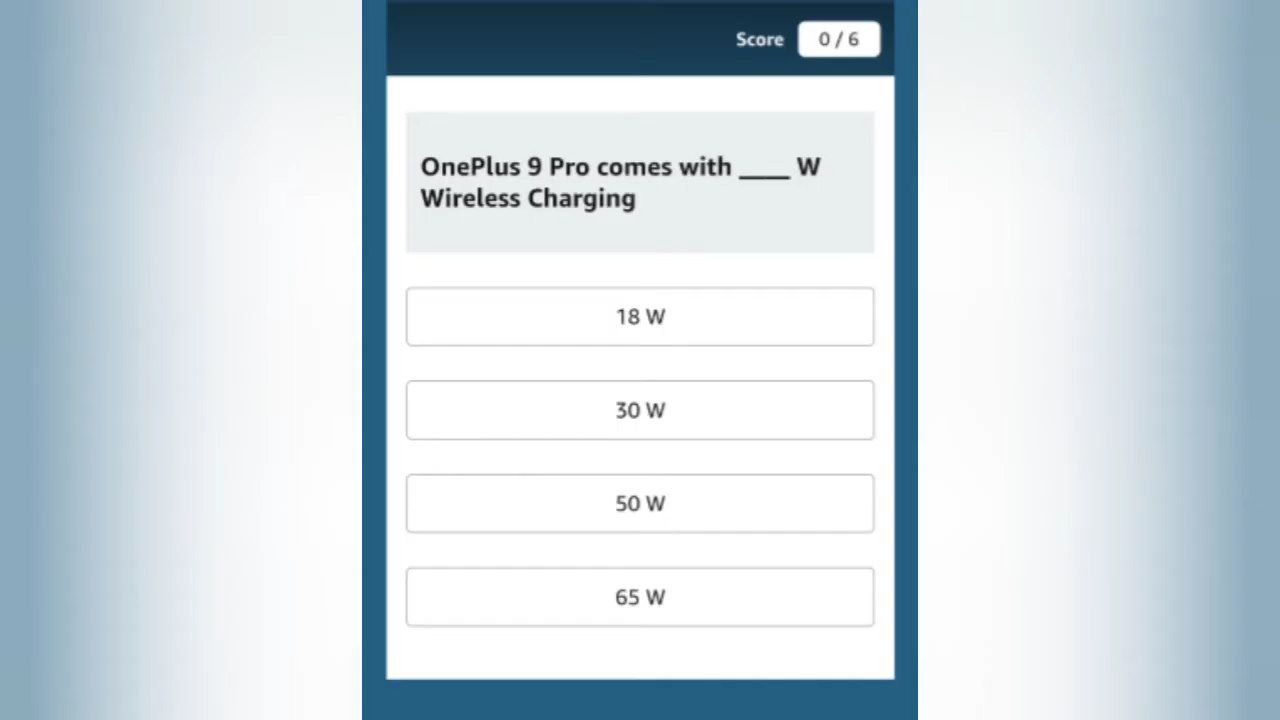 Score 0 / 6
OnePlus 9 Pro comes with ____ W
Wireless Charging
18 W
30 W
50 W
65 W